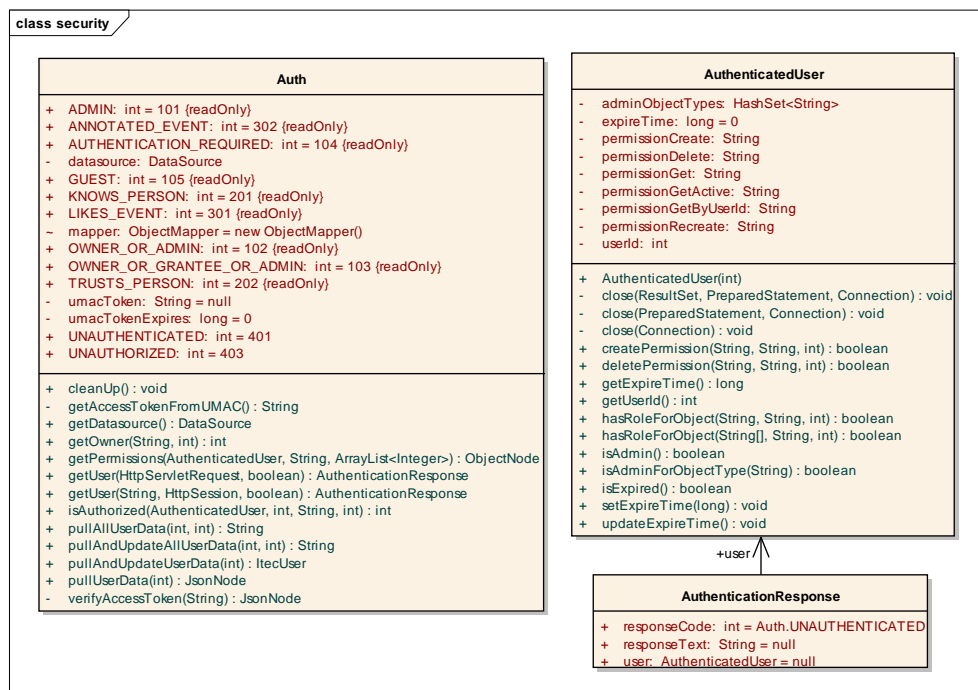 class security
Auth
+ ADMIN: int = 101 {readOnly}
+ ANNOTATED_EVENT: int = 302 {readOnly}
+ AUTHENTICATION_REQUIRED: int = 104 {readOnly}
- datasource: DataSource
+ GUEST: int = 105 {readOnly}
+ KNOWS_PERSON: int = 201 {readOnly}
+ LIKES_EVENT: int = 301 {readOnly}
~ mapper: ObjectMapper = new ObjectMapper()
+ OWNER_OR_ADMIN: int = 102 {readOnly}
+ OWNER_OR_GRANTEE_OR_ADMIN: int = 103 {readOnly}
+ TRUSTS_PERSON: int = 202 {readOnly}
- umacToken: String = null
- umacTokenExpires: long = 0
+ UNAUTHENTICATED: int = 401
+ UNAUTHORIZED: int = 403
+ cleanUp() : void
- getAccessTokenFromUMAC() : String
+ getDatasource() : DataSource
+ getOwner(String, int) : int
+ getPermissions(AuthenticatedUser, String, ArrayList<Integer>) : ObjectNode
+ getUser(HttpServletRequest, boolean) : AuthenticationResponse
+ getUser(String, HttpSession, boolean) : AuthenticationResponse
+ isAuthorized(AuthenticatedUser, int, String, int) : int
+ pullAllUserData(int, int) : String
+ pullAndUpdateAllUserData(int, int) : String
+ pullAndUpdateUserData(int) : ItecUser
+ pullUserData(int) : JsonNode
- verifyAccessToken(String) : JsonNode
AuthenticatedUser
- adminObjectTypes: HashSet<String>
- expireTime: long = 0
- permissionCreate: String
- permissionDelete: String
- permissionGet: String
- permissionGetActive: String
- permissionGetByUserId: String
- permissionRecreate: String
- userId: int
+ AuthenticatedUser(int)
- close(ResultSet, PreparedStatement, Connection) : void
- close(PreparedStatement, Connection) : void
- close(Connection) : void
+ createPermission(String, String, int) : boolean
+ deletePermission(String, String, int) : boolean
+ getExpireTime() : long
+ getUserId() : int
+ hasRoleForObject(String, String, int) : boolean
+ hasRoleForObject(String[], String, int) : boolean
+ isAdmin() : boolean
+ isAdminForObjectType(String) : boolean
+ isExpired() : boolean
+ setExpireTime(long) : void
+ updateExpireTime() : void
+user
AuthenticationResponse
+ responseCode: int = Auth.UNAUTHENTICATED
+ responseText: String = null
+ user: AuthenticatedUser = null